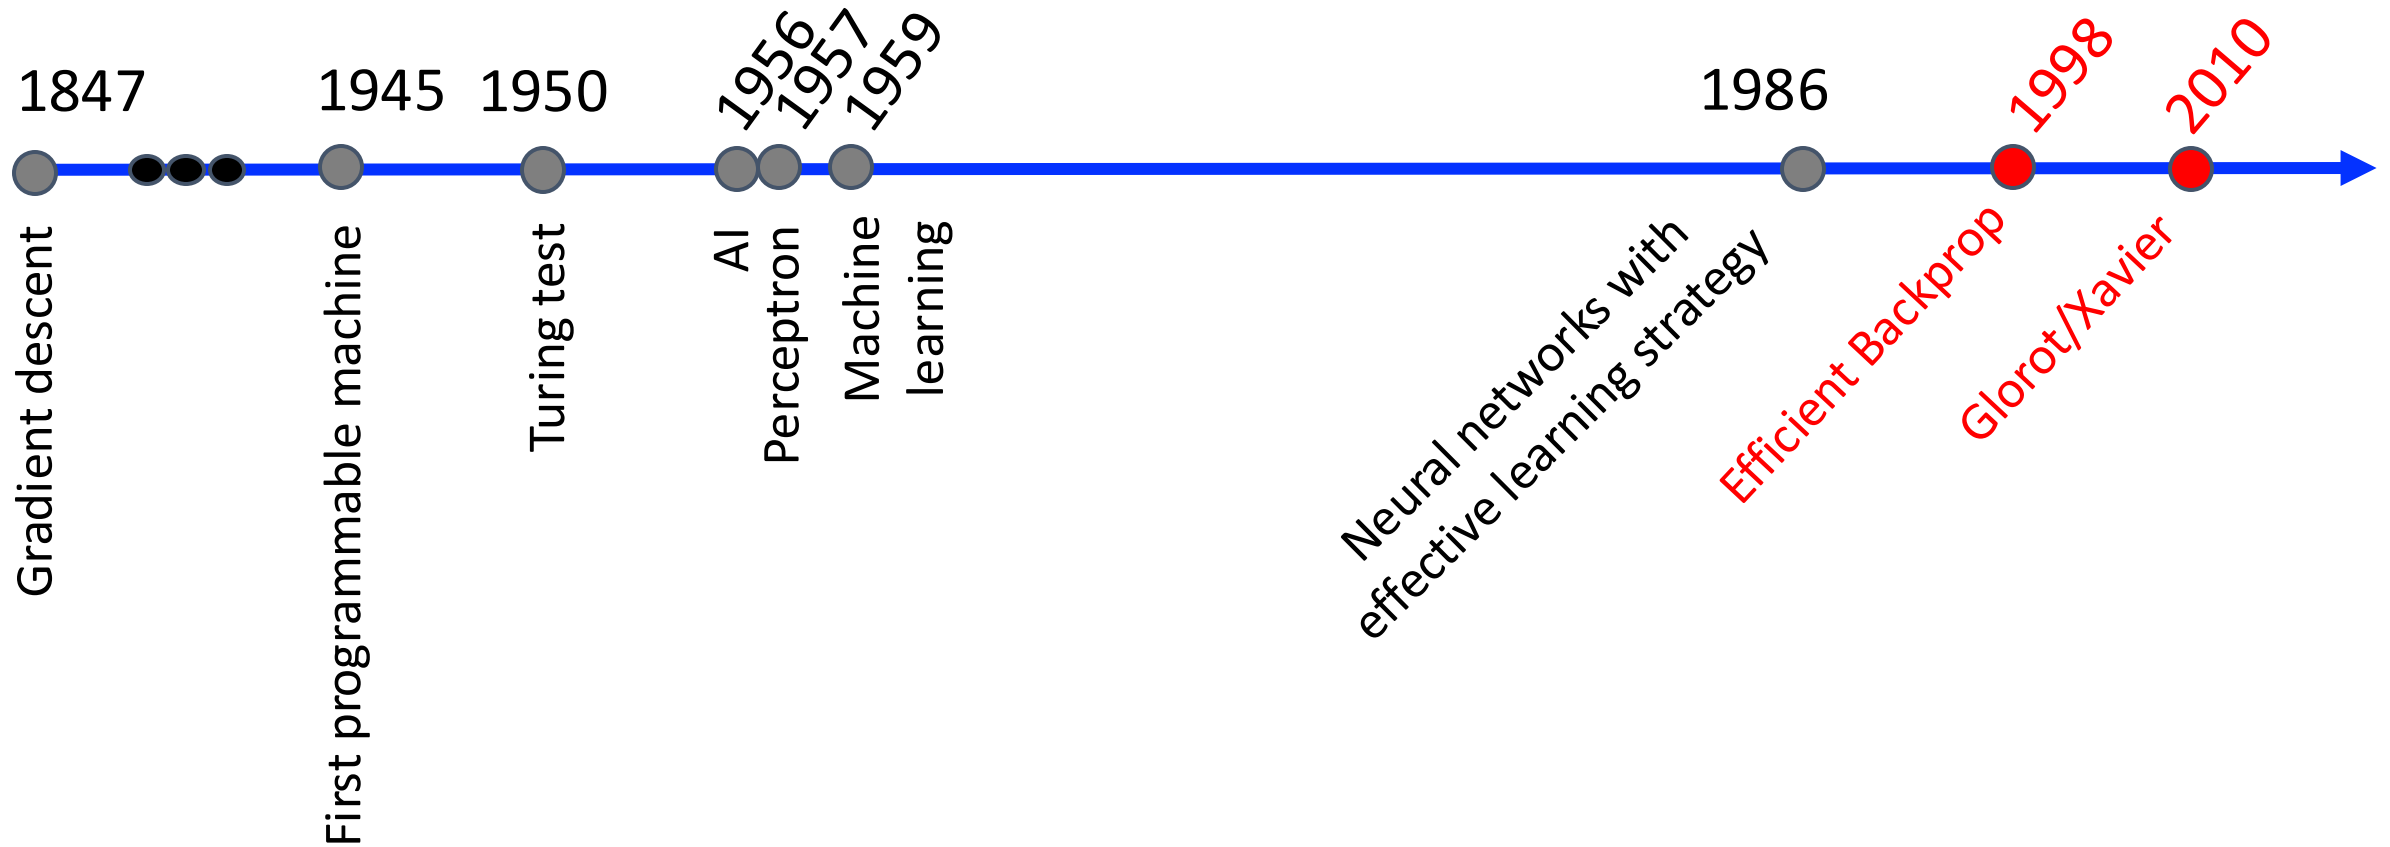 1847
1945
1950
1956
1957
1959
1986
1998
2010
Gradient descent
First programmable machine
Turing test
AI
Perceptron
Machine
learning
Neural networks with
effective learning strategy
Efficient Backprop
Glorot/Xavier